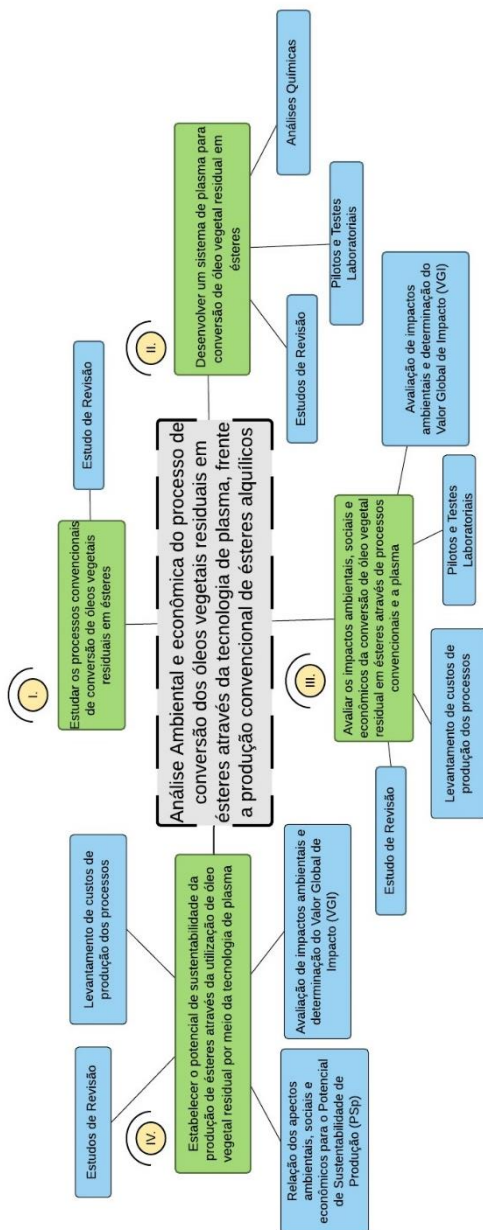 Análise Ambiental e econômica do processo de
conversão dos óleos vegetais residuais em
ésteres através da tecnologia de plasma, frente
a produção convencional de ésteres alquílicos
I.
Estudar os processos convencionais
de conversão de óleos vegetais
residuais em ésteres
Estudo de Revisão
II.
Desenvolver um sistema de plasma para
conversão de óleo vegetal residual em
ésteres
Estudos de Revisão
Pilotos e Testes
Laboratoriais
Análises Químicas
III.
Avaliar os impactos ambientais, sociais e
econômicos da conversão de óleo vegetal
residual em ésteres através de processos
convencionais e a plasma
Estudo de Revisão
Levantamento de custos de
produção dos processos
Pilotos e Testes
Laboratoriais
Avaliação de impactos
ambientais e determinação do
Valor Global de Impacto (VGI)
IV.
Estabelecer o potencial de sustentabilidade da
produção de ésteres através da utilização de óleo
vegetal residual por meio da tecnologia de plasma
Estudos de Revisão
Levantamento de custos de
produção dos processos
Relação dos apectos
ambientais, sociais e
econômicos para o Potencial
de Sustentabilidade de
Produção (PSp)
Avaliação de impactos ambientais e
determinação do Valor Global de
Impacto (VGI)